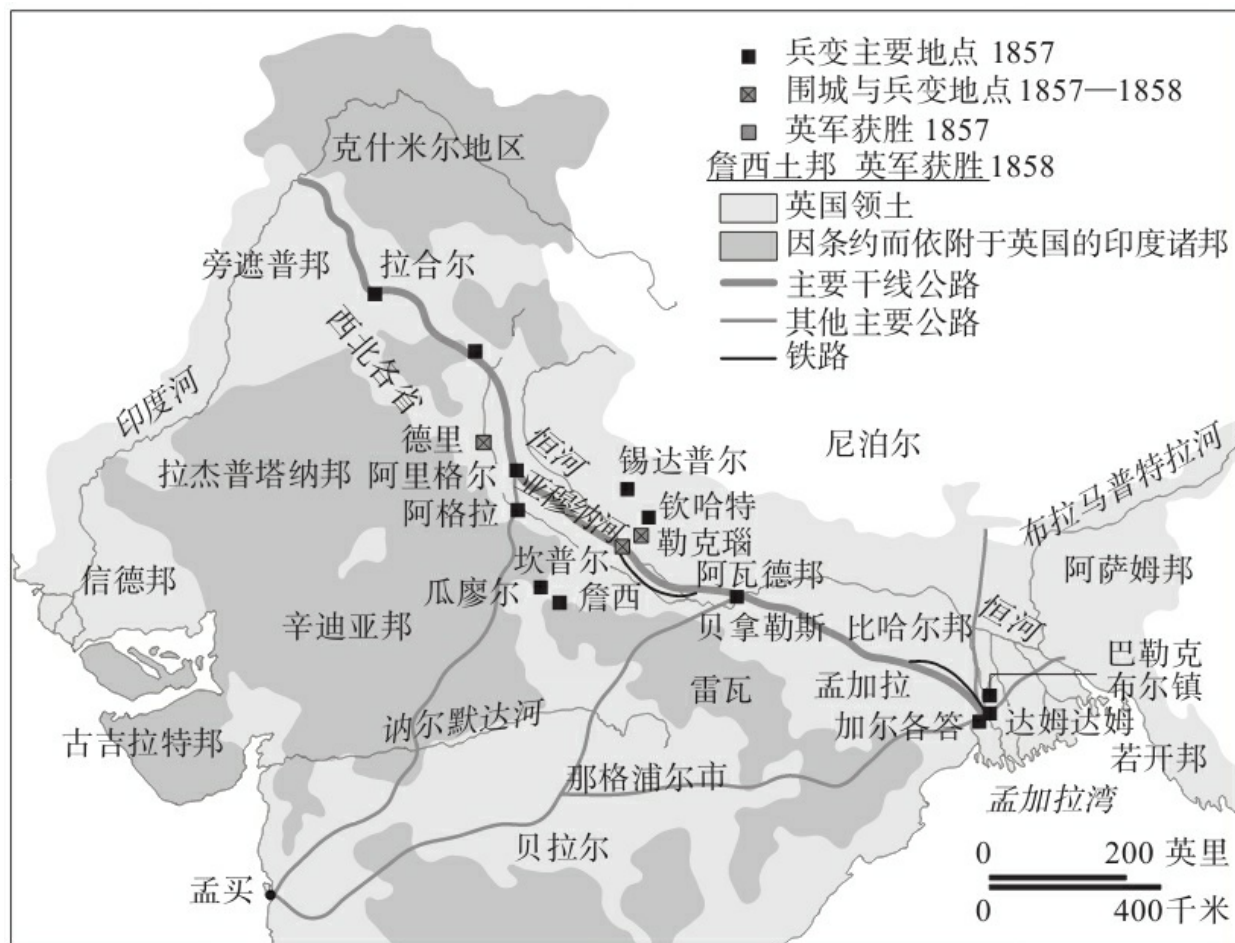 兵变主要地点 1857
围城与兵变地点1857—1858
英军获胜 1857
詹西土邦 英军获胜 1858
英国领土
因条约而依附于英国的印度诸邦
主要干线公路
其他主要公路
铁路
克什米尔地区
旁遮普邦
拉合尔
西北各省
印度河
德里
恒河
尼泊尔
锡达普尔
布拉马普特拉河
拉杰普塔纳邦
阿里格尔
亚穆纳河
钦哈特
阿格拉
勒克瑙
坎普尔
阿瓦德邦
阿萨姆邦
信德邦
瓜廖尔
詹西
辛迪亚邦
贝拿勒斯
比哈尔邦
恒河
巴勒克
布尔镇
雷瓦
孟加拉
讷尔默达河
加尔各答
达姆达姆
古吉拉特邦
若开邦
那格浦尔市
孟加拉湾
贝拉尔
孟买
0 200 英里
0 400千米